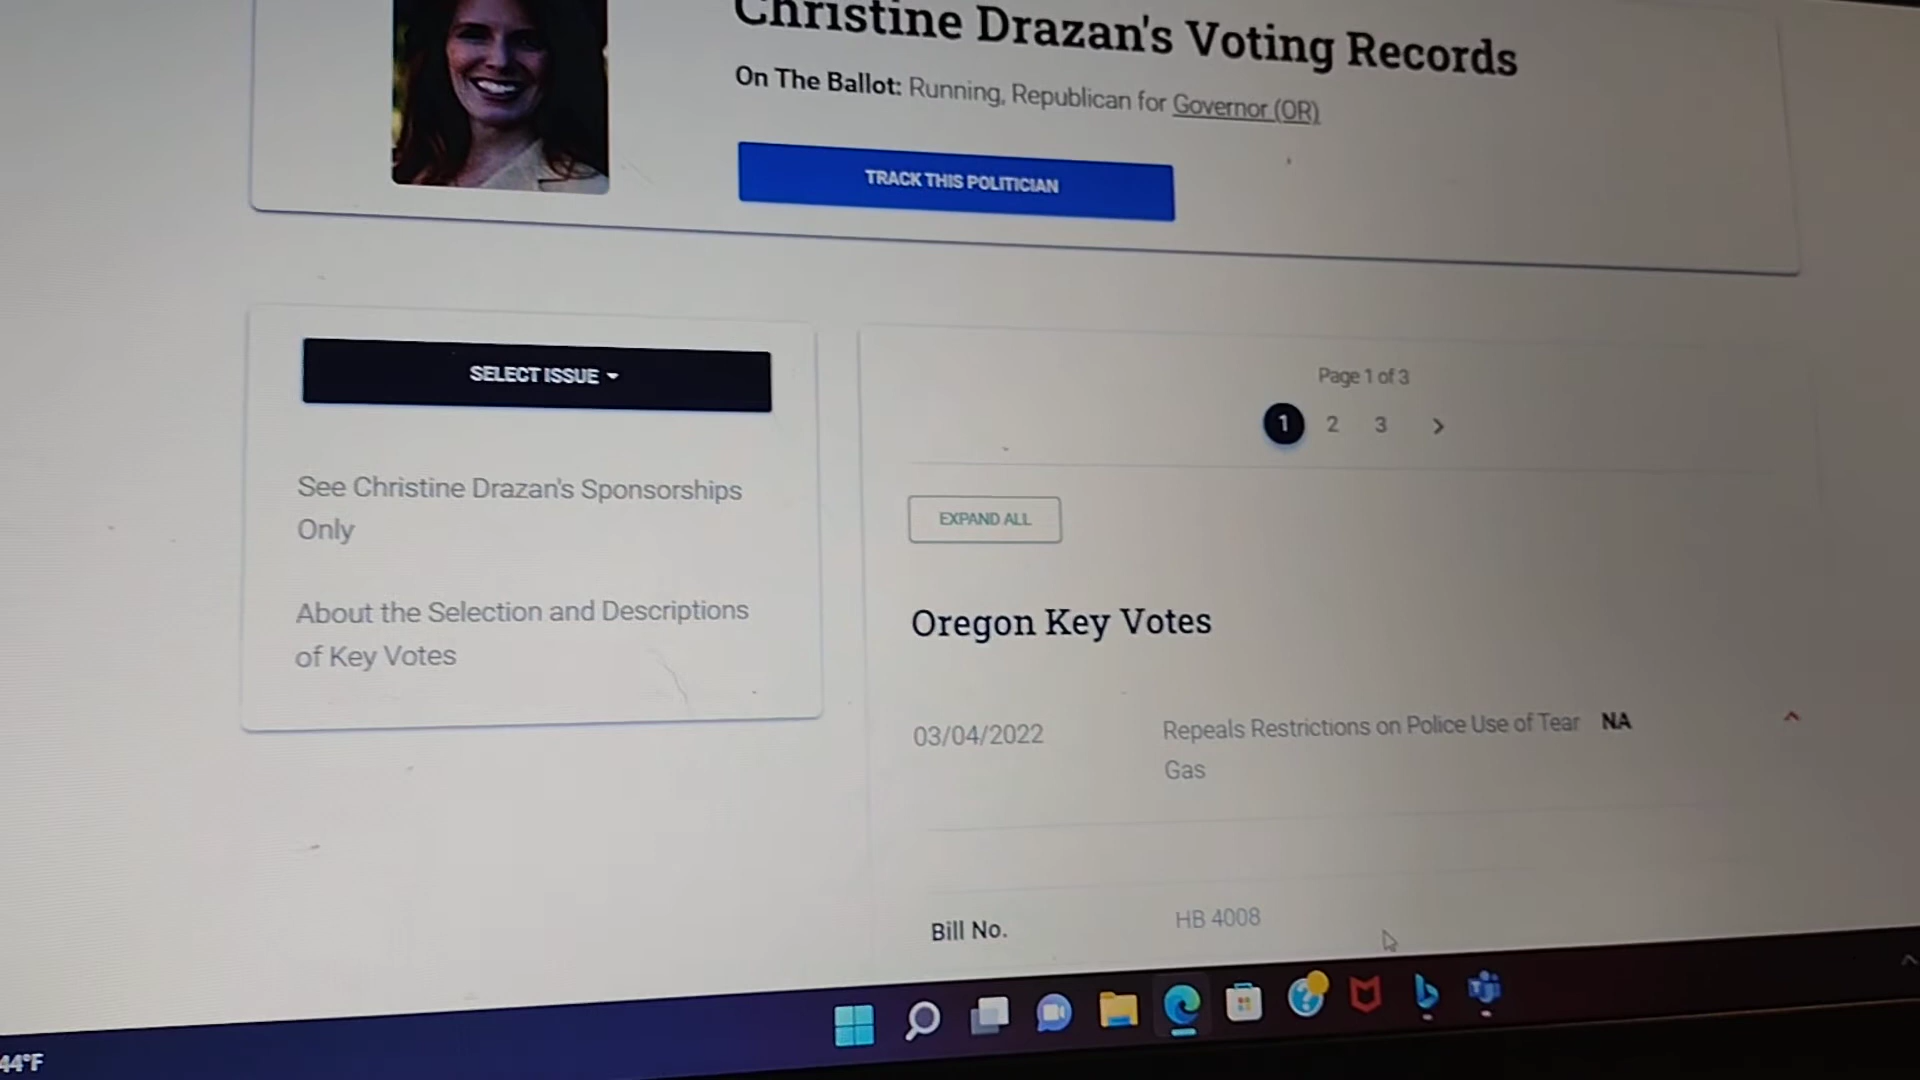 Christine Drazan's Voting Records
On The Ballot: Running, Republican for Governor (OR)
TRACK THIS POLITICIAN
SELECT ISSUE
See Christine Drazan's Sponsorships
Only
About the Selection and Descriptions
of Key Votes
Page 1 of 3
1 2 3
EXPAND ALL
Oregon Key Votes
03/04/2022
Repeals Restrictions on Police Use of Tear NA
Gas
Bill No.
HB 4008
44°F